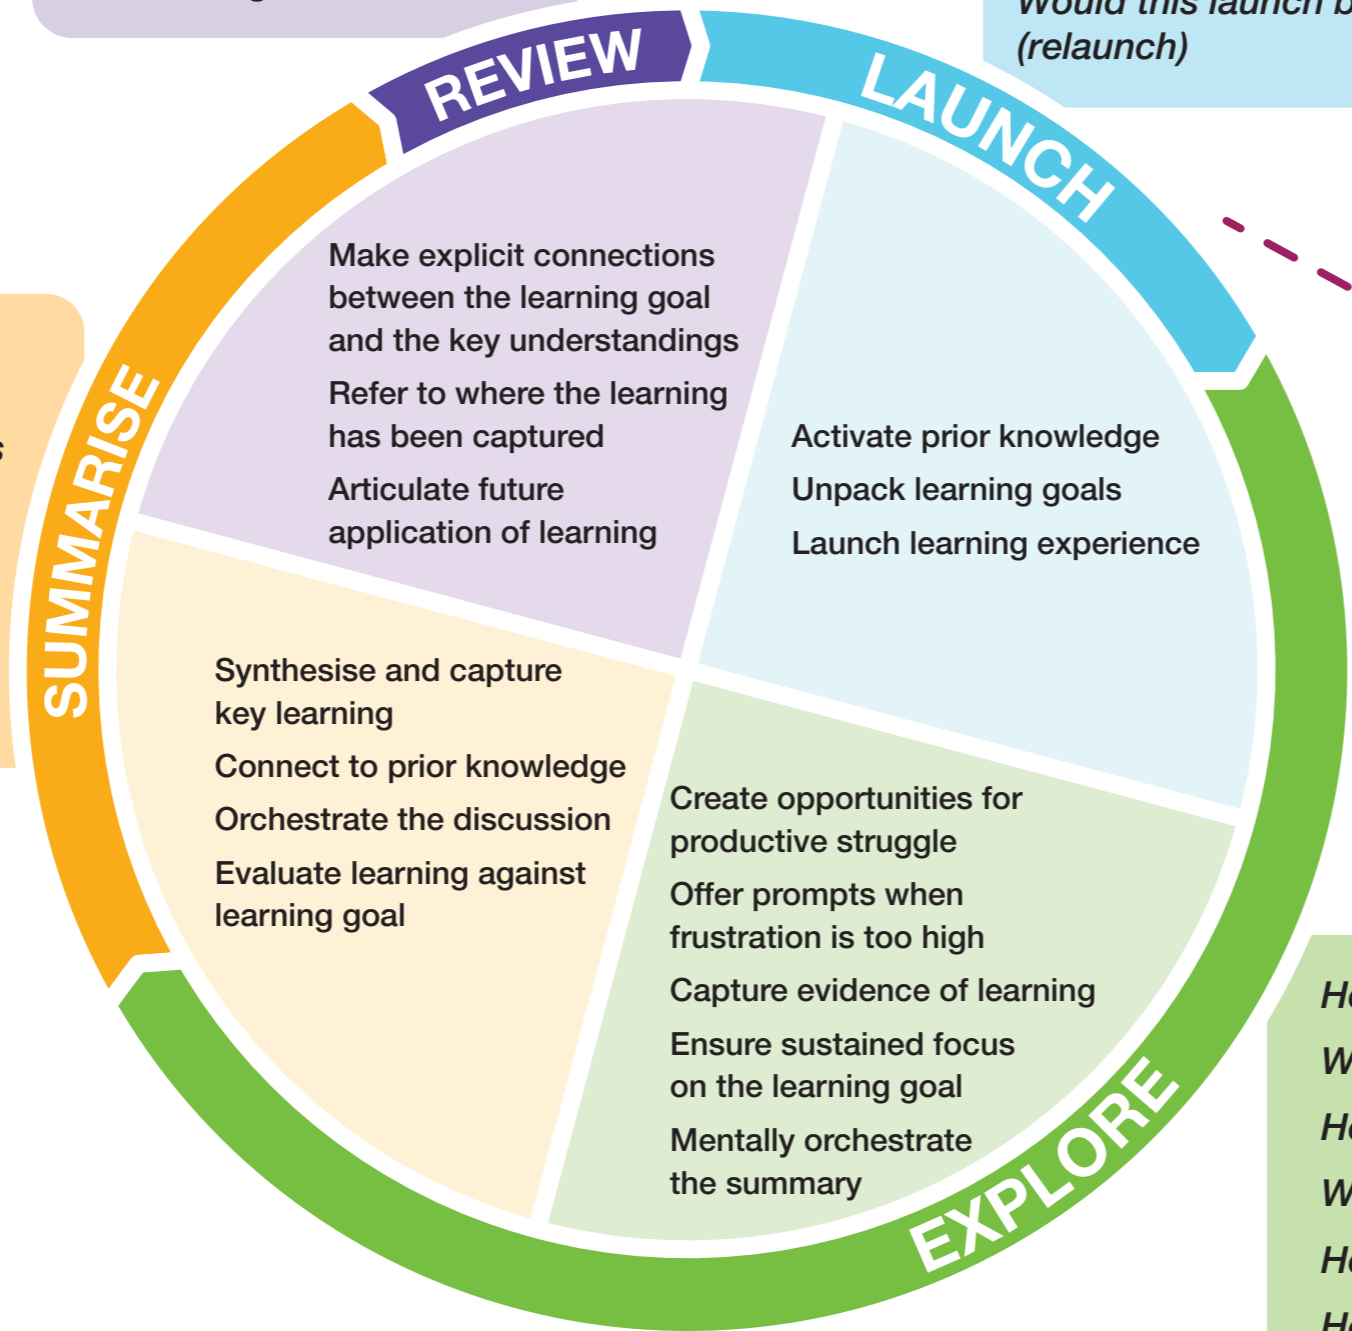 Would this launch b
(relaunch)
REVIEW
LAUNCH
Make explicit connections
between the learning goal
and the key understandings
Refer to where the learning
has been captured
Articulate future
application of learning
Activate prior knowledge
Unpack learning goals
Launch learning experience
SUMMARISE
Synthesise and capture
key learning
Connect to prior knowledge
Orchestrate the discussion
Evaluate learning against
learning goal
Create opportunities for
productive struggle
Offer prompts when
frustration is too high
Capture evidence of learning
Ensure sustained focus
on the learning goal
Mentally orchestrate
the summary
EXPLORE